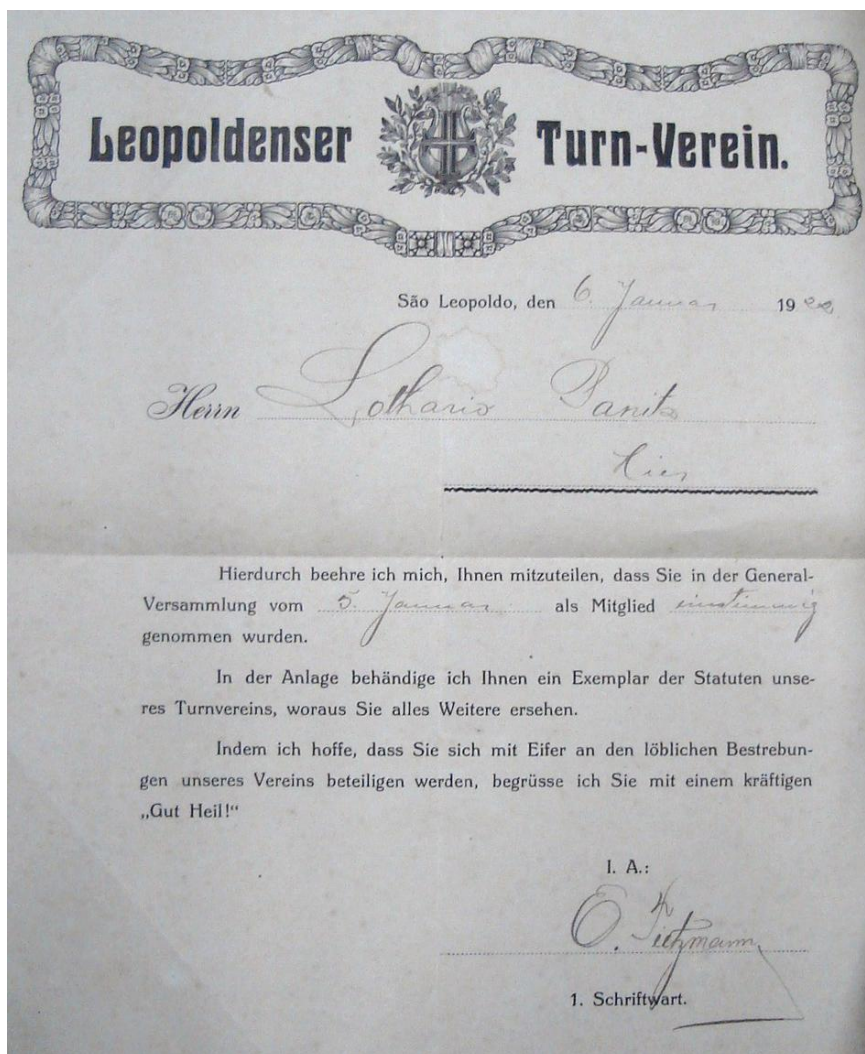 Leopoldenser Turn-Verein.
São Leopoldo, den 6. Januar 1922
Herrn Lothario Panitz
Hier
Hierdurch beehre ich mich, Ihnen mitzuteilen, dass Sie in der General-
Versammlung vom 5. Januar als Mitglied einstimmig
genommen wurden.
In der Anlage behändige ich Ihnen ein Exemplar der Statuten unse-
res Turnvereins, woraus Sie alles Weitere ersehen.
Indem ich hoffe, dass Sie sich mit Eifer an den löblichen Bestrebun-
gen unseres Vereins beteiligen werden, begrüsse ich Sie mit einem kräftigen
„Gut Heil!“
I. A.:
E.
1. Schriftwart.